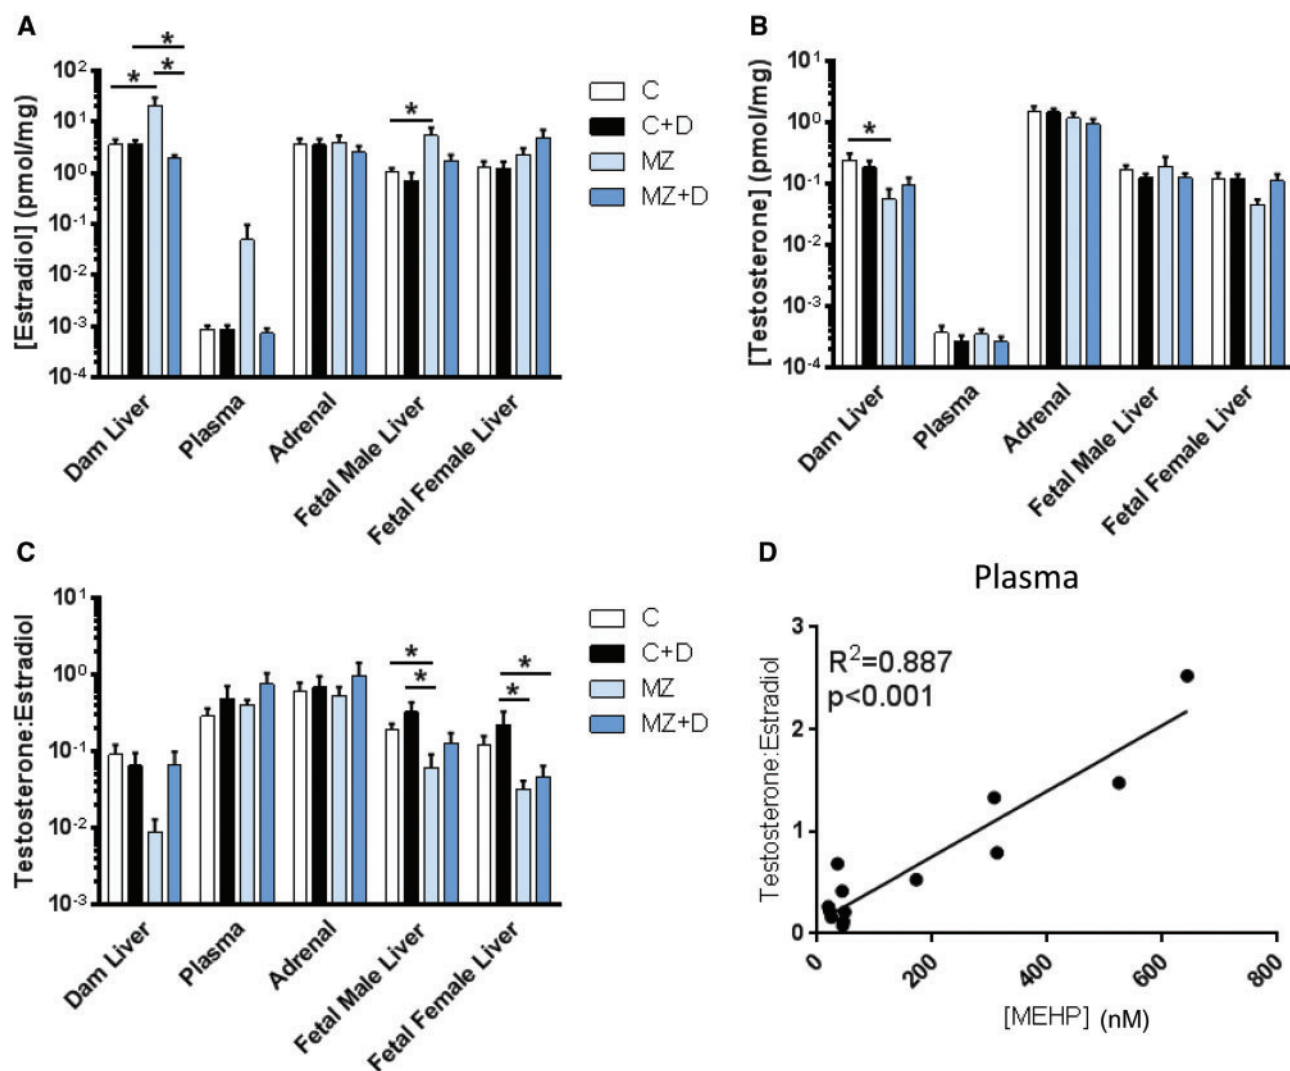 A
[Estradiol] (pmol/mg)
10²
10¹
10⁰
10⁻¹
10⁻²
10⁻³
10⁻⁴
*
*
*
*
Dam Liver
Plasma
Adrenal
Fetal Male Liver
Fetal Female Liver
C
C+D
MZ
MZ+D
B
[Testosterone] (pmol/mg)
10¹
10⁰
10⁻¹
10⁻²
10⁻³
10⁻⁴
*
Dam Liver
Plasma
Adrenal
Fetal Male Liver
Fetal Female Liver
C
Testosterone:Estradiol
10¹
10⁰
10⁻¹
10⁻²
10⁻³
*
*
*
*
Dam Liver
Plasma
Adrenal
Fetal Male Liver
Fetal Female Liver
C
C+D
MZ
MZ+D
D
Plasma
R²=0.887
p<0.001
Testosterone:Estradiol
3
2
1
0
0
200
400
600
800
[MEHP] (nM)